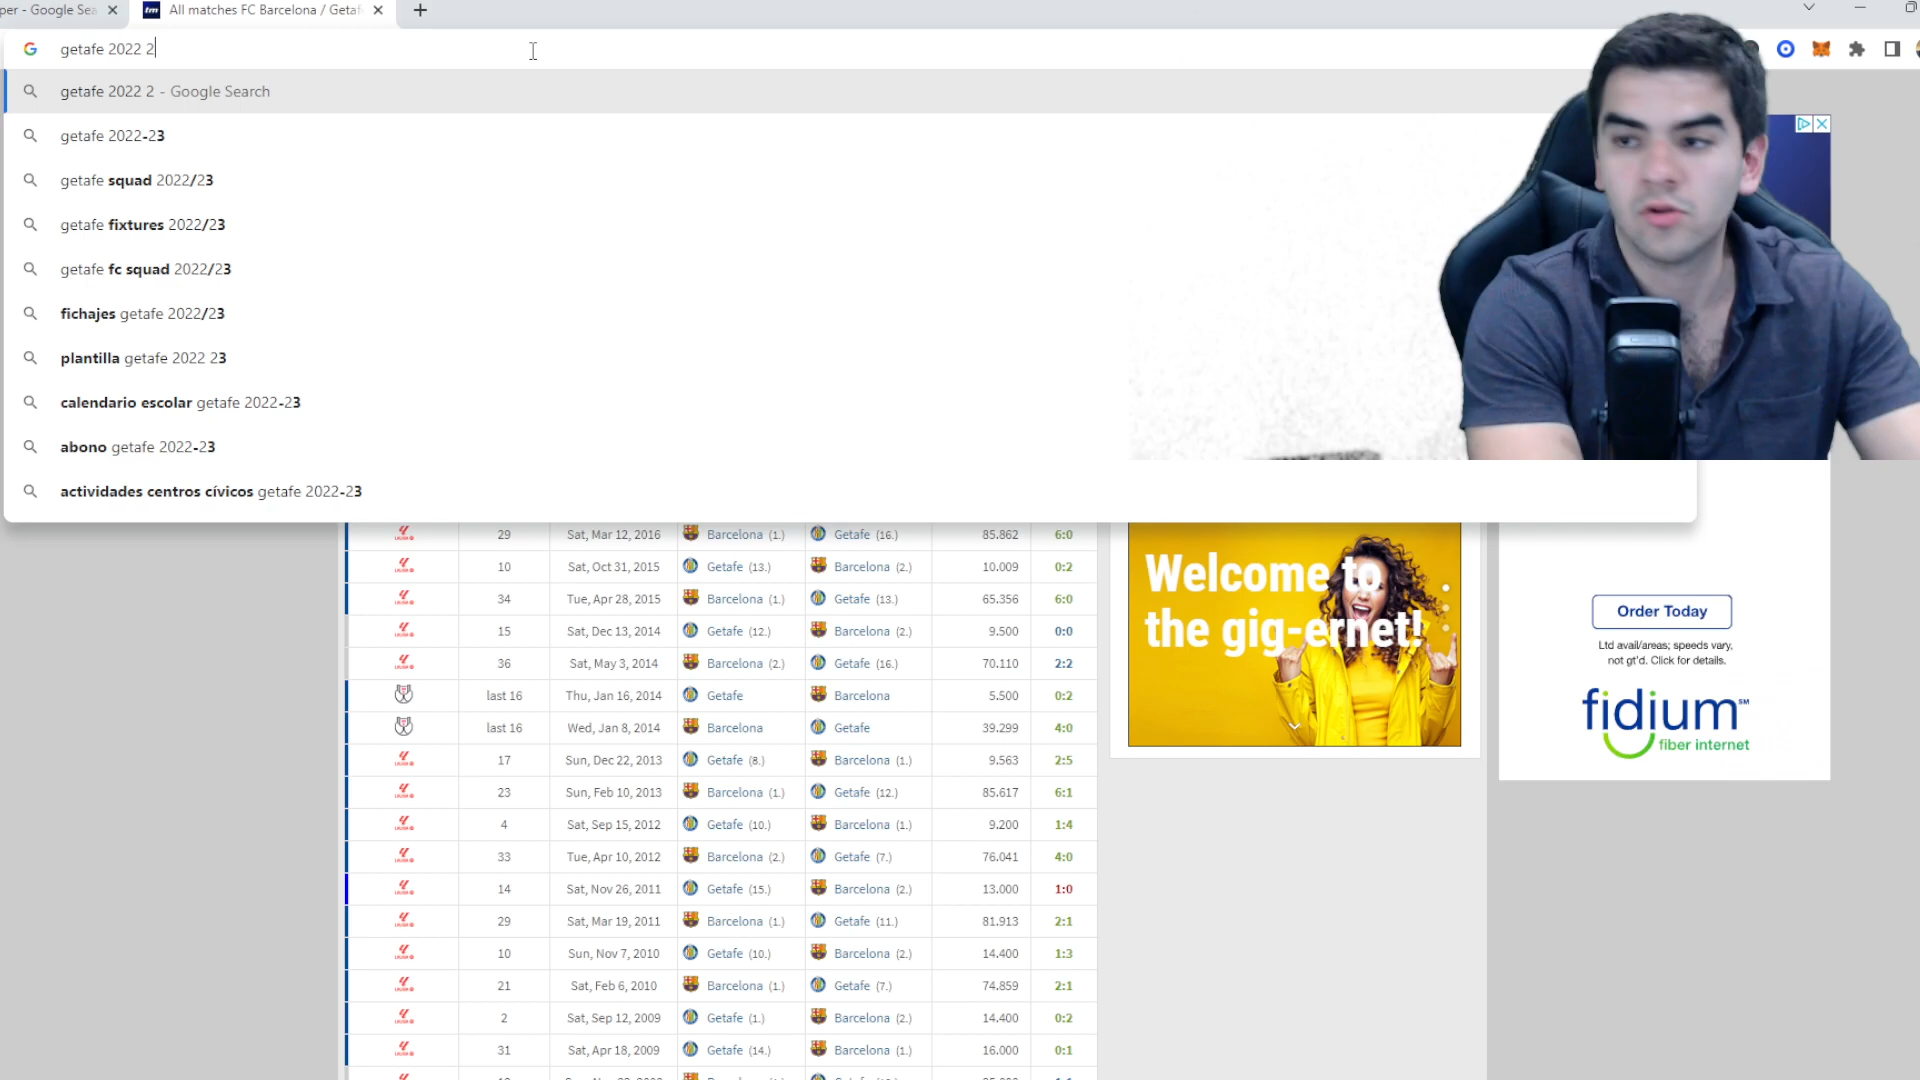 per - Google Sea
All matches FC Barcelona / Getaf
getafe 2022 2
getafe 2022 2 - Google Search
getafe 2022-23
getafe squad 2022/23
getafe fixtures 2022/23
getafe fc squad 2022/23
fichajes getafe 2022/23
plantilla getafe 2022 23
calendario escolar getafe 2022-23
abono getafe 2022-23
actividades centros cívicos getafe 2022-23
29 Sat, Mar 12, 2016 Barcelona (1.) Getafe (16.) 85.862 6:0
10 Sat, Oct 31, 2015 Getafe (13.) Barcelona (2.) 10.009 0:2
34 Tue, Apr 28, 2015 Barcelona (1.) Getafe (13.) 65.356 6:0
15 Sat, Dec 13, 2014 Getafe (12.) Barcelona (2.) 9.500 0:0
36 Sat, May 3, 2014 Barcelona (2.) Getafe (16.) 70.110 2:2
last 16 Thu, Jan 16, 2014 Getafe Barcelona 5.500 0:2
last 16 Wed, Jan 8, 2014 Barcelona Getafe 39.299 4:0
17 Sun, Dec 22, 2013 Getafe (8.) Barcelona (1.) 9.563 2:5
23 Sun, Feb 10, 2013 Barcelona (1.) Getafe (12.) 85.617 6:1
4 Sat, Sep 15, 2012 Getafe (10.) Barcelona (1.) 9.200 1:4
33 Tue, Apr 10, 2012 Barcelona (2.) Getafe (7.) 76.041 4:0
14 Sat, Nov 26, 2011 Getafe (15.) Barcelona (2.) 13.000 1:0
29 Sat, Mar 19, 2011 Barcelona (1.) Getafe (11.) 81.913 2:1
10 Sun, Nov 7, 2010 Getafe (10.) Barcelona (2.) 14.400 1:3
21 Sat, Feb 6, 2010 Barcelona (1.) Getafe (7.) 74.859 2:1
2 Sat, Sep 12, 2009 Getafe (1.) Barcelona (2.) 14.400 0:2
31 Sat, Apr 18, 2009 Getafe (14.) Barcelona (1.) 16.000 0:1
Welcome to
the gig-ernet!
Order Today
Ltd avail/areas; speeds vary,
not gt'd. Click for details.
fidium SM
fiber internet